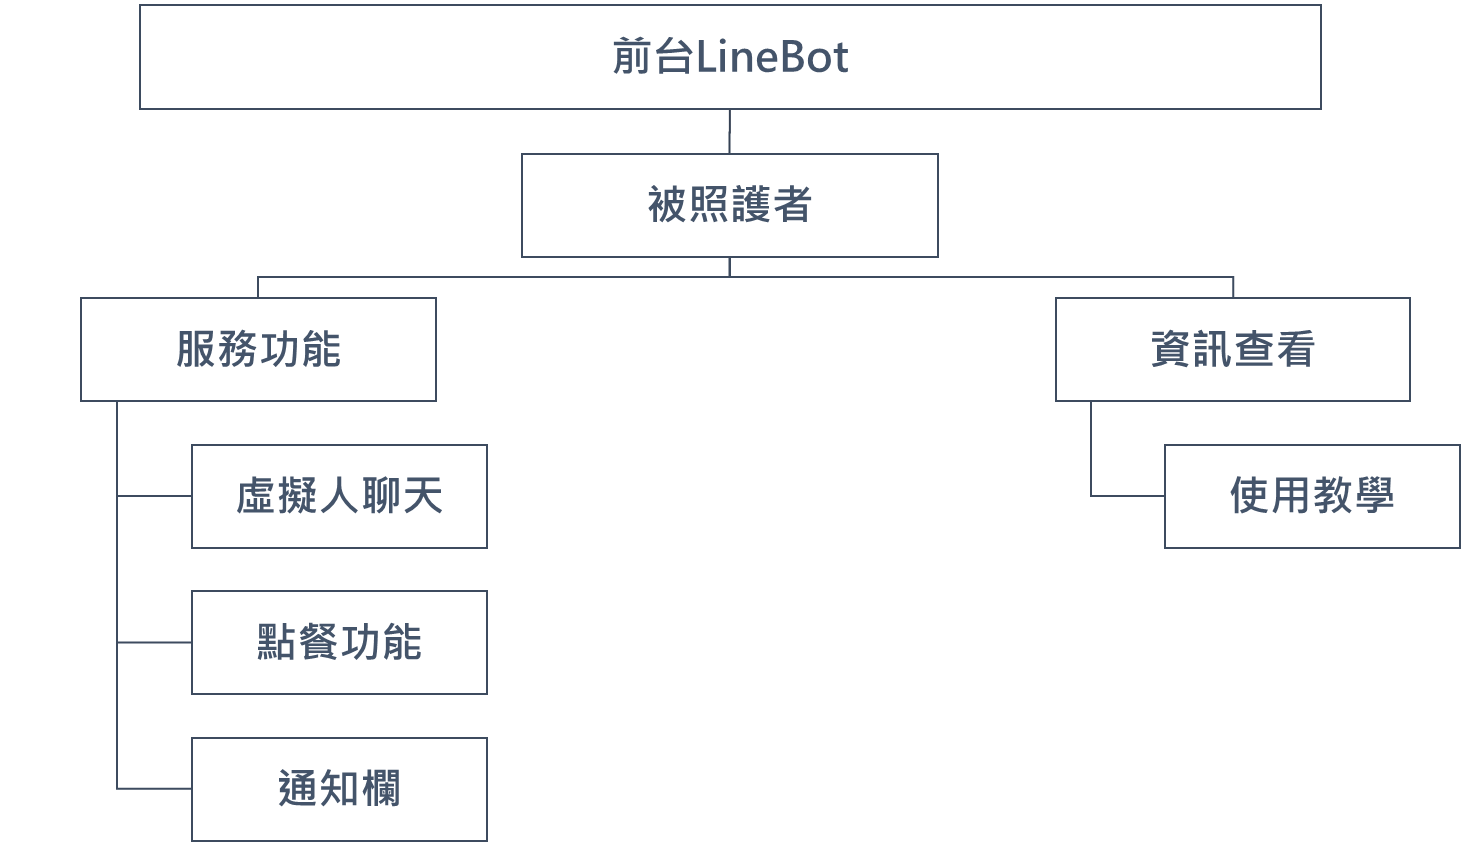 前台LineBot
被照護者
服務功能
資訊查看
虛擬人聊天
使用教學
點餐功能
通知欄